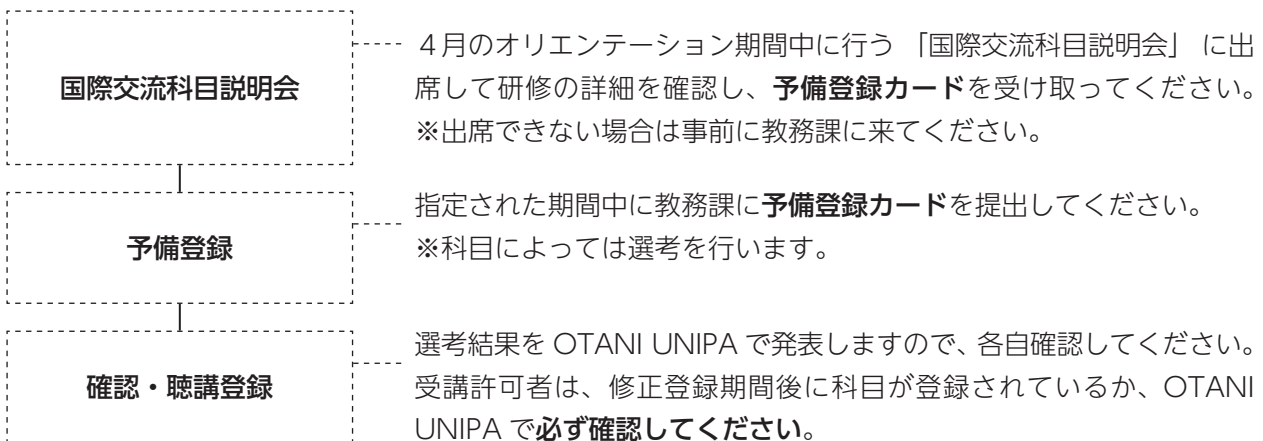 国際交流科目説明会
4月のオリエンテーション期間中に行う「国際交流科目説明会」に出
席して研修の詳細を確認し、予備登録カードを受け取ってください。
※出席できない場合は事前に教務課に来てください。
予備登録
指定された期間中に教務課に予備登録カードを提出してください。
※科目によっては選考を行います。
確認・聴講登録
選考結果を OTANI UNIPA で発表しますので、各自確認してください。
受講許可者は、修正登録期間後に科目が登録されているか、OTANI
UNIPA で必ず確認してください。